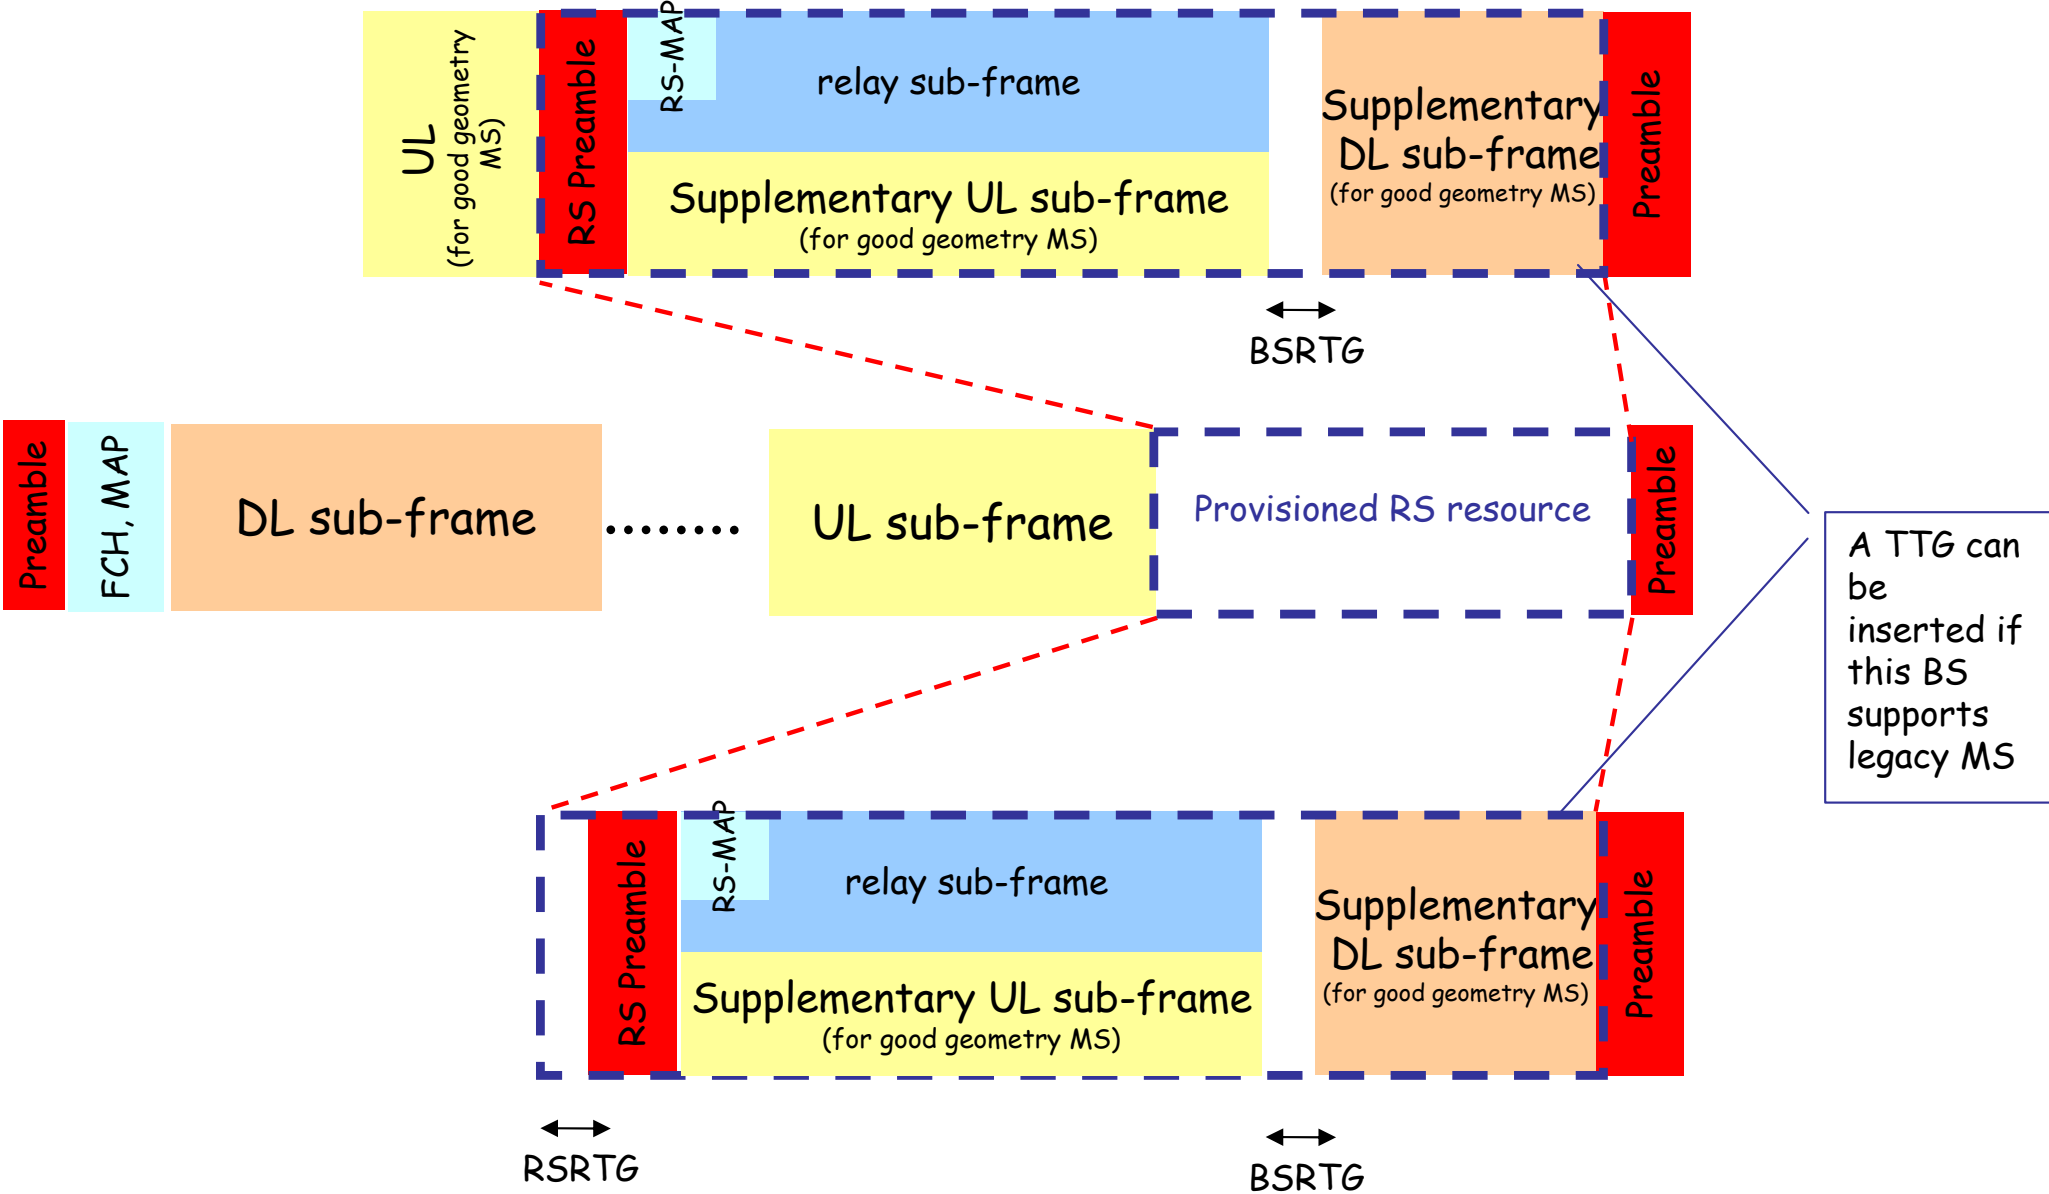 UL
(for good geometry
MS)
RS Preamble
RS-MAP
relay sub-frame
Supplementary UL sub-frame
(for good geometry MS)
Supplementary
DL sub-frame
(for good geometry MS)
Preamble
BSRTG
Preamble
FCH, MAP
DL sub-frame
........
UL sub-frame
Provisioned RS resource
Preamble
A TTG can
be
inserted if
this BS
supports
legacy MS
RS Preamble
RS-MAP
relay sub-frame
Supplementary UL sub-frame
(for good geometry MS)
Supplementary
DL sub-frame
(for good geometry MS)
Preamble
RSRTG
BSRTG